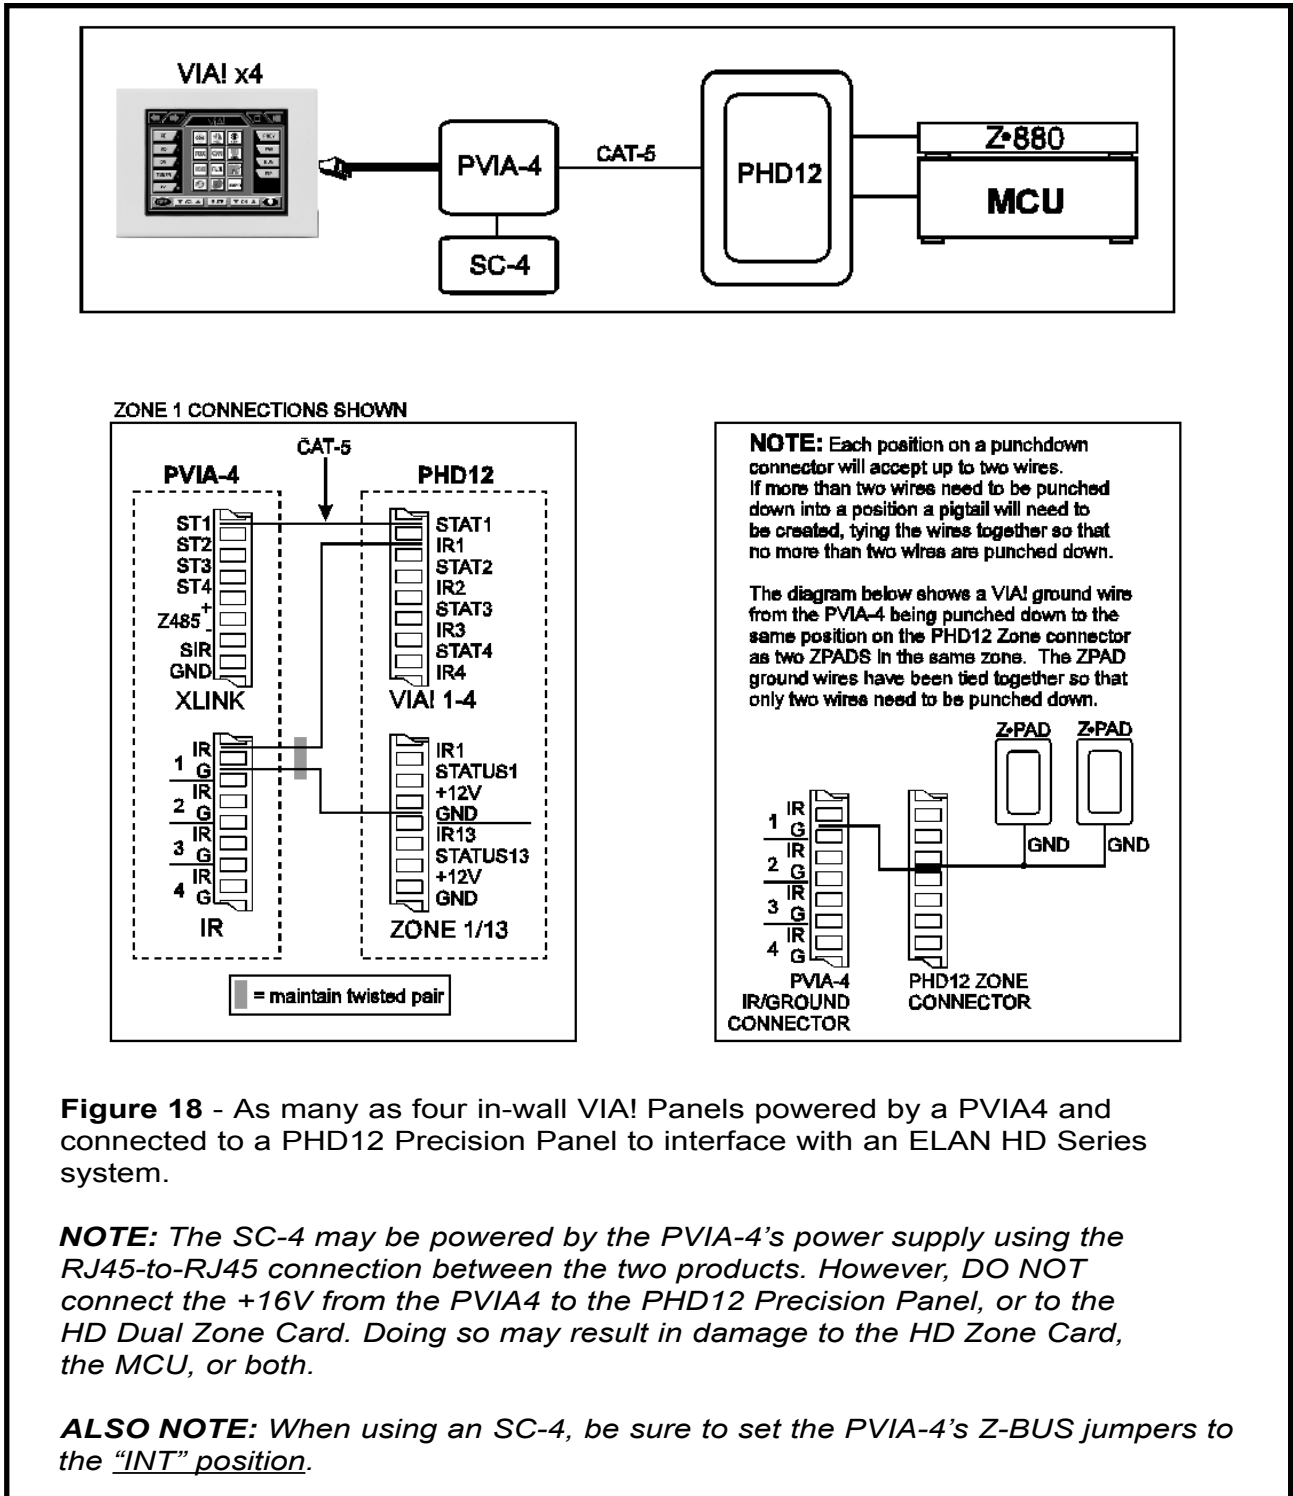 VIA! x4
PVIA-4
CAT-5
PHD12
Z•880
MCU
SC-4
ZONE 1 CONNECTIONS SHOWN
CAT-5
PVIA-4
PHD12
ST1
ST2
ST3
ST4
+
Z485
-
SIR
GND
XLINK
STAT1
IR1
STAT2
IR2
STAT3
IR3
STAT4
IR4
VIA! 1-4
1 IR
G
2 IR
G
3 IR
G
4 IR
G
IR
IR1
STATUS1
+12V
GND
IR13
STATUS13
+12V
GND
ZONE 1/13
= maintain twisted pair
NOTE: Each position on a punchdown
connector will accept up to two wires.
If more than two wires need to be punched
down into a position a pigtail will need to
be created, tying the wires together so that
no more than two wires are punched down.
The diagram below shows a VIA! ground wire
from the PVIA-4 being punched down to the
same position on the PHD12 Zone connector
as two ZPADS in the same zone. The ZPAD
ground wires have been tied together so that
only two wires need to be punched down.
Z•PAD Z•PAD
GND GND
1 IR
G
2 IR
G
3 IR
G
4 IR
G
PVIA-4
IR/GROUND
CONNECTOR
PHD12 ZONE
CONNECTOR
Figure 18 - As many as four in-wall VIA! Panels powered by a PVIA4 and
connected to a PHD12 Precision Panel to interface with an ELAN HD Series
system.
NOTE: The SC-4 may be powered by the PVIA-4's power supply using the
RJ45-to-RJ45 connection between the two products. However, DO NOT
connect the +16V from the PVIA4 to the PHD12 Precision Panel, or to the
HD Dual Zone Card. Doing so may result in damage to the HD Zone Card,
the MCU, or both.
ALSO NOTE: When using an SC-4, be sure to set the PVIA-4's Z-BUS jumpers to
the “INT” position.